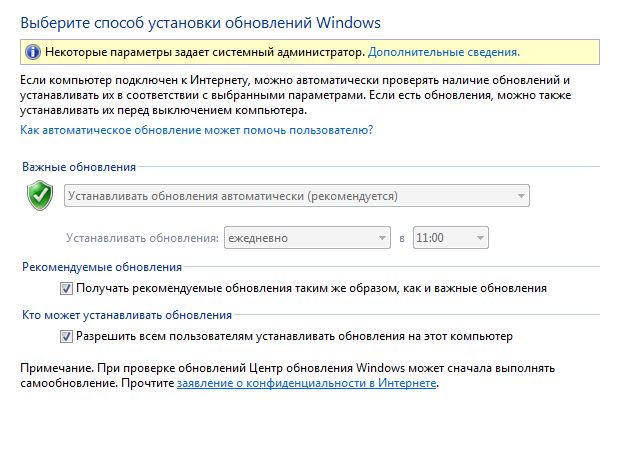 Выберите способ установки обновлений Windows
Некоторые параметры задает системный администратор. Дополнительные сведения.
Если компьютер подключен к Интернету, можно автоматически проверять наличие обновлений и
устанавливать их в соответствии с выбранными параметрами. Если есть обновления, можно также
устанавливать их перед выключением компьютера.
Как автоматическое обновление может помочь пользователю?
Важные обновления
Устанавливать обновления автоматически (рекомендуется)
Устанавливать обновления: ежедневно в 11:00
Рекомендуемые обновления
Получать рекомендуемые обновления таким же образом, как и важные обновления
Кто может устанавливать обновления
Разрешить всем пользователям устанавливать обновления на этот компьютер
Примечание. При проверке обновлений Центр обновления Windows может сначала выполнять
самообновление. Прочтите заявление о конфиденциальности в Интернете.